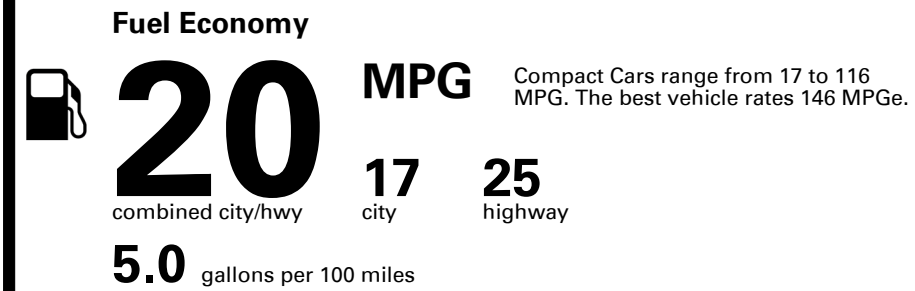 Fuel Economy
20 MPG
Compact Cars range from 17 to 116
MPG. The best vehicle rates 146 MPGe.
17 25
combined city/hwy city highway
5.0 gallons per 100 miles